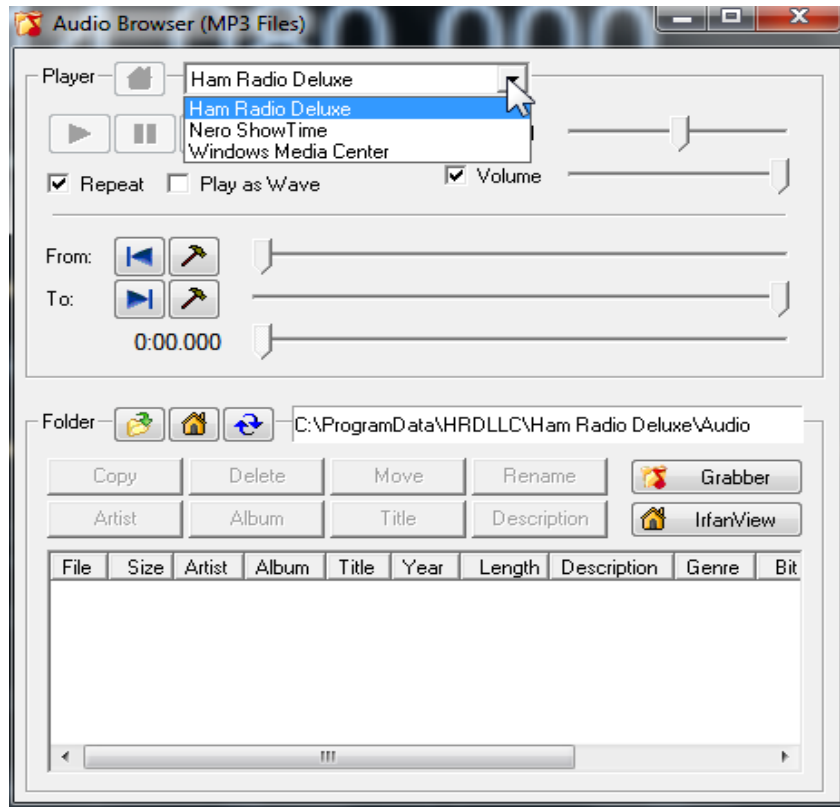 Audio Browser (MP3 Files)
Player
Ham Radio Deluxe
Ham Radio Deluxe
Nero ShowTime
Windows Media Center
Repeat
Play as Wave
Volume
From:
To:
0:00.000
Folder
C:\ProgramData\HRDLLC\Ham Radio Deluxe\Audio
Copy
Delete
Move
Rename
Grabber
Artist
Album
Title
Description
IrfanView
File Size Artist Album Title Year Length Description Genre Bit